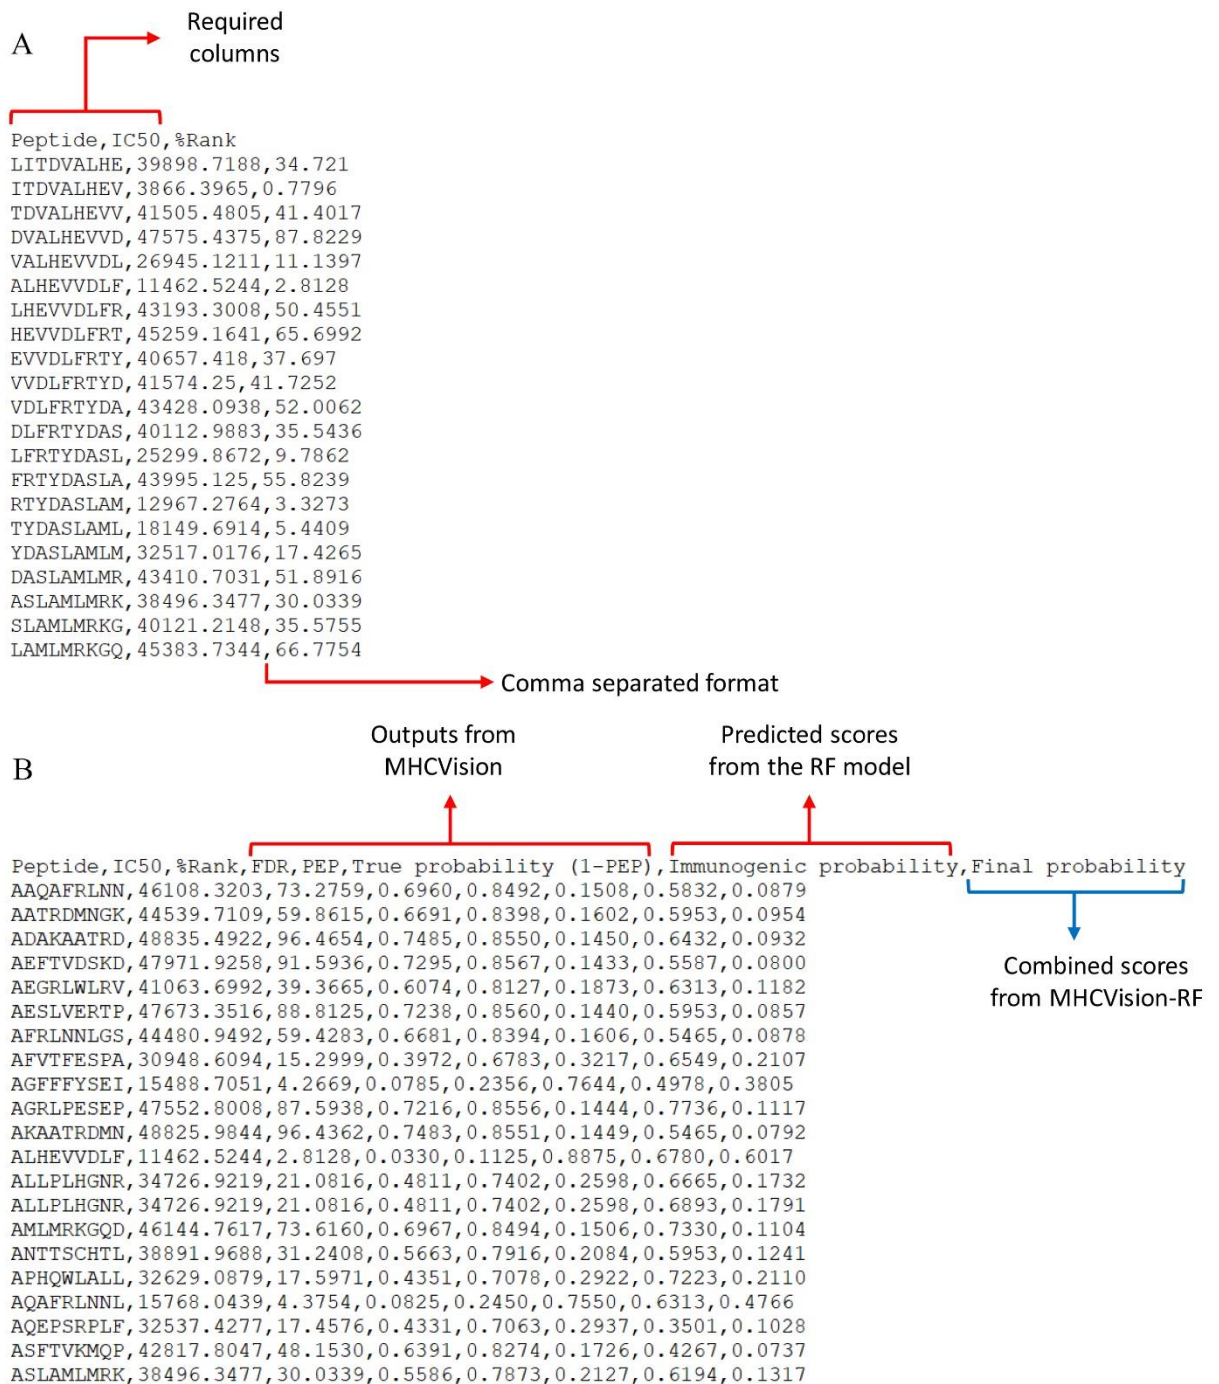 A
Required
columns
Peptide,IC50,%Rank
LITDVALHE,39898.7188,34.721
ITDVALHEV,3866.3965,0.7796
TDVALHEVV,41505.4805,41.4017
DVALHEVVD,47575.4375,87.8229
VALHEVVDL,26945.1211,11.1397
ALHEVVDLF,11462.5244,2.8128
LHEVVDLFR,43193.3008,50.4551
HEVVDLFRT,45259.1641,65.6992
EVVDLFRTY,40657.418,37.697
VVDLFRTYD,41574.25,41.7252
VDLFRTYDA,43428.0938,52.0062
DLFRTYDAS,40112.9883,35.5436
LFRTYDASL,25299.8672,9.7862
FRTYDASLA,43995.125,55.8239
RTYDASLAM,12967.2764,3.3273
TYDASLAML,18149.6914,5.4409
YDASLAMLM,32517.0176,17.4265
DASLAMLMR,43410.7031,51.8916
ASLAMLMRK,38496.3477,30.0339
SLAMLMRKG,40121.2148,35.5755
LAMLMRKGQ,45383.7344,66.7754
Comma separated format
B
Outputs from
MHCVision
Predicted scores
from the RF model
Peptide,IC50,%Rank,FDR,PEP,True probability (1-PEP),Immunogenic probability,Final probability
AAQAFRLNN,46108.3203,73.2759,0.6960,0.8492,0.1508,0.5832,0.0879
AATRDMNGK,44539.7109,59.8615,0.6691,0.8398,0.1602,0.5953,0.0954
ADAKAATRD,48835.4922,96.4654,0.7485,0.8550,0.1450,0.6432,0.0932
AEFTVDSKD,47971.9258,91.5936,0.7295,0.8567,0.1433,0.5587,0.0800
AEGRLWLRV,41063.6992,39.3665,0.6074,0.8127,0.1873,0.6313,0.1182
AESLVERTP,47673.3516,88.8125,0.7238,0.8560,0.1440,0.5953,0.0857
AFRLNNLGS,44480.9492,59.4283,0.6681,0.8394,0.1606,0.5465,0.0878
AFVTFESPA,30948.6094,15.2999,0.3972,0.6783,0.3217,0.6549,0.2107
AGFFFYSEI,15488.7051,4.2669,0.0785,0.2356,0.7644,0.4978,0.3805
AGRLPESEP,47552.8008,87.5938,0.7216,0.8556,0.1444,0.7736,0.1117
AKAATRDMN,48825.9844,96.4362,0.7483,0.8551,0.1449,0.5465,0.0792
ALHEVVDLF,11462.5244,2.8128,0.0330,0.1125,0.8875,0.6780,0.6017
ALLPLHGNR,34726.9219,21.0816,0.4811,0.7402,0.2598,0.6665,0.1732
ALLPLHGNR,34726.9219,21.0816,0.4811,0.7402,0.2598,0.6893,0.1791
AMLMRKGQD,46144.7617,73.6160,0.6967,0.8494,0.1506,0.7330,0.1104
ANTTSCHTL,38891.9688,31.2408,0.5663,0.7916,0.2084,0.5953,0.1241
APHQWLALL,32629.0879,17.5971,0.4351,0.7078,0.2922,0.7223,0.2110
AQAFRLNNL,15768.0439,4.3754,0.0825,0.2450,0.7550,0.6313,0.4766
AQEPSRPLF,32537.4277,17.4576,0.4331,0.7063,0.2937,0.3501,0.1028
ASFTVKMQP,42817.8047,48.1530,0.6391,0.8274,0.1726,0.4267,0.0737
ASLAMLMRK,38496.3477,30.0339,0.5586,0.7873,0.2127,0.6194,0.1317
Combined scores
from MHCVision-RF